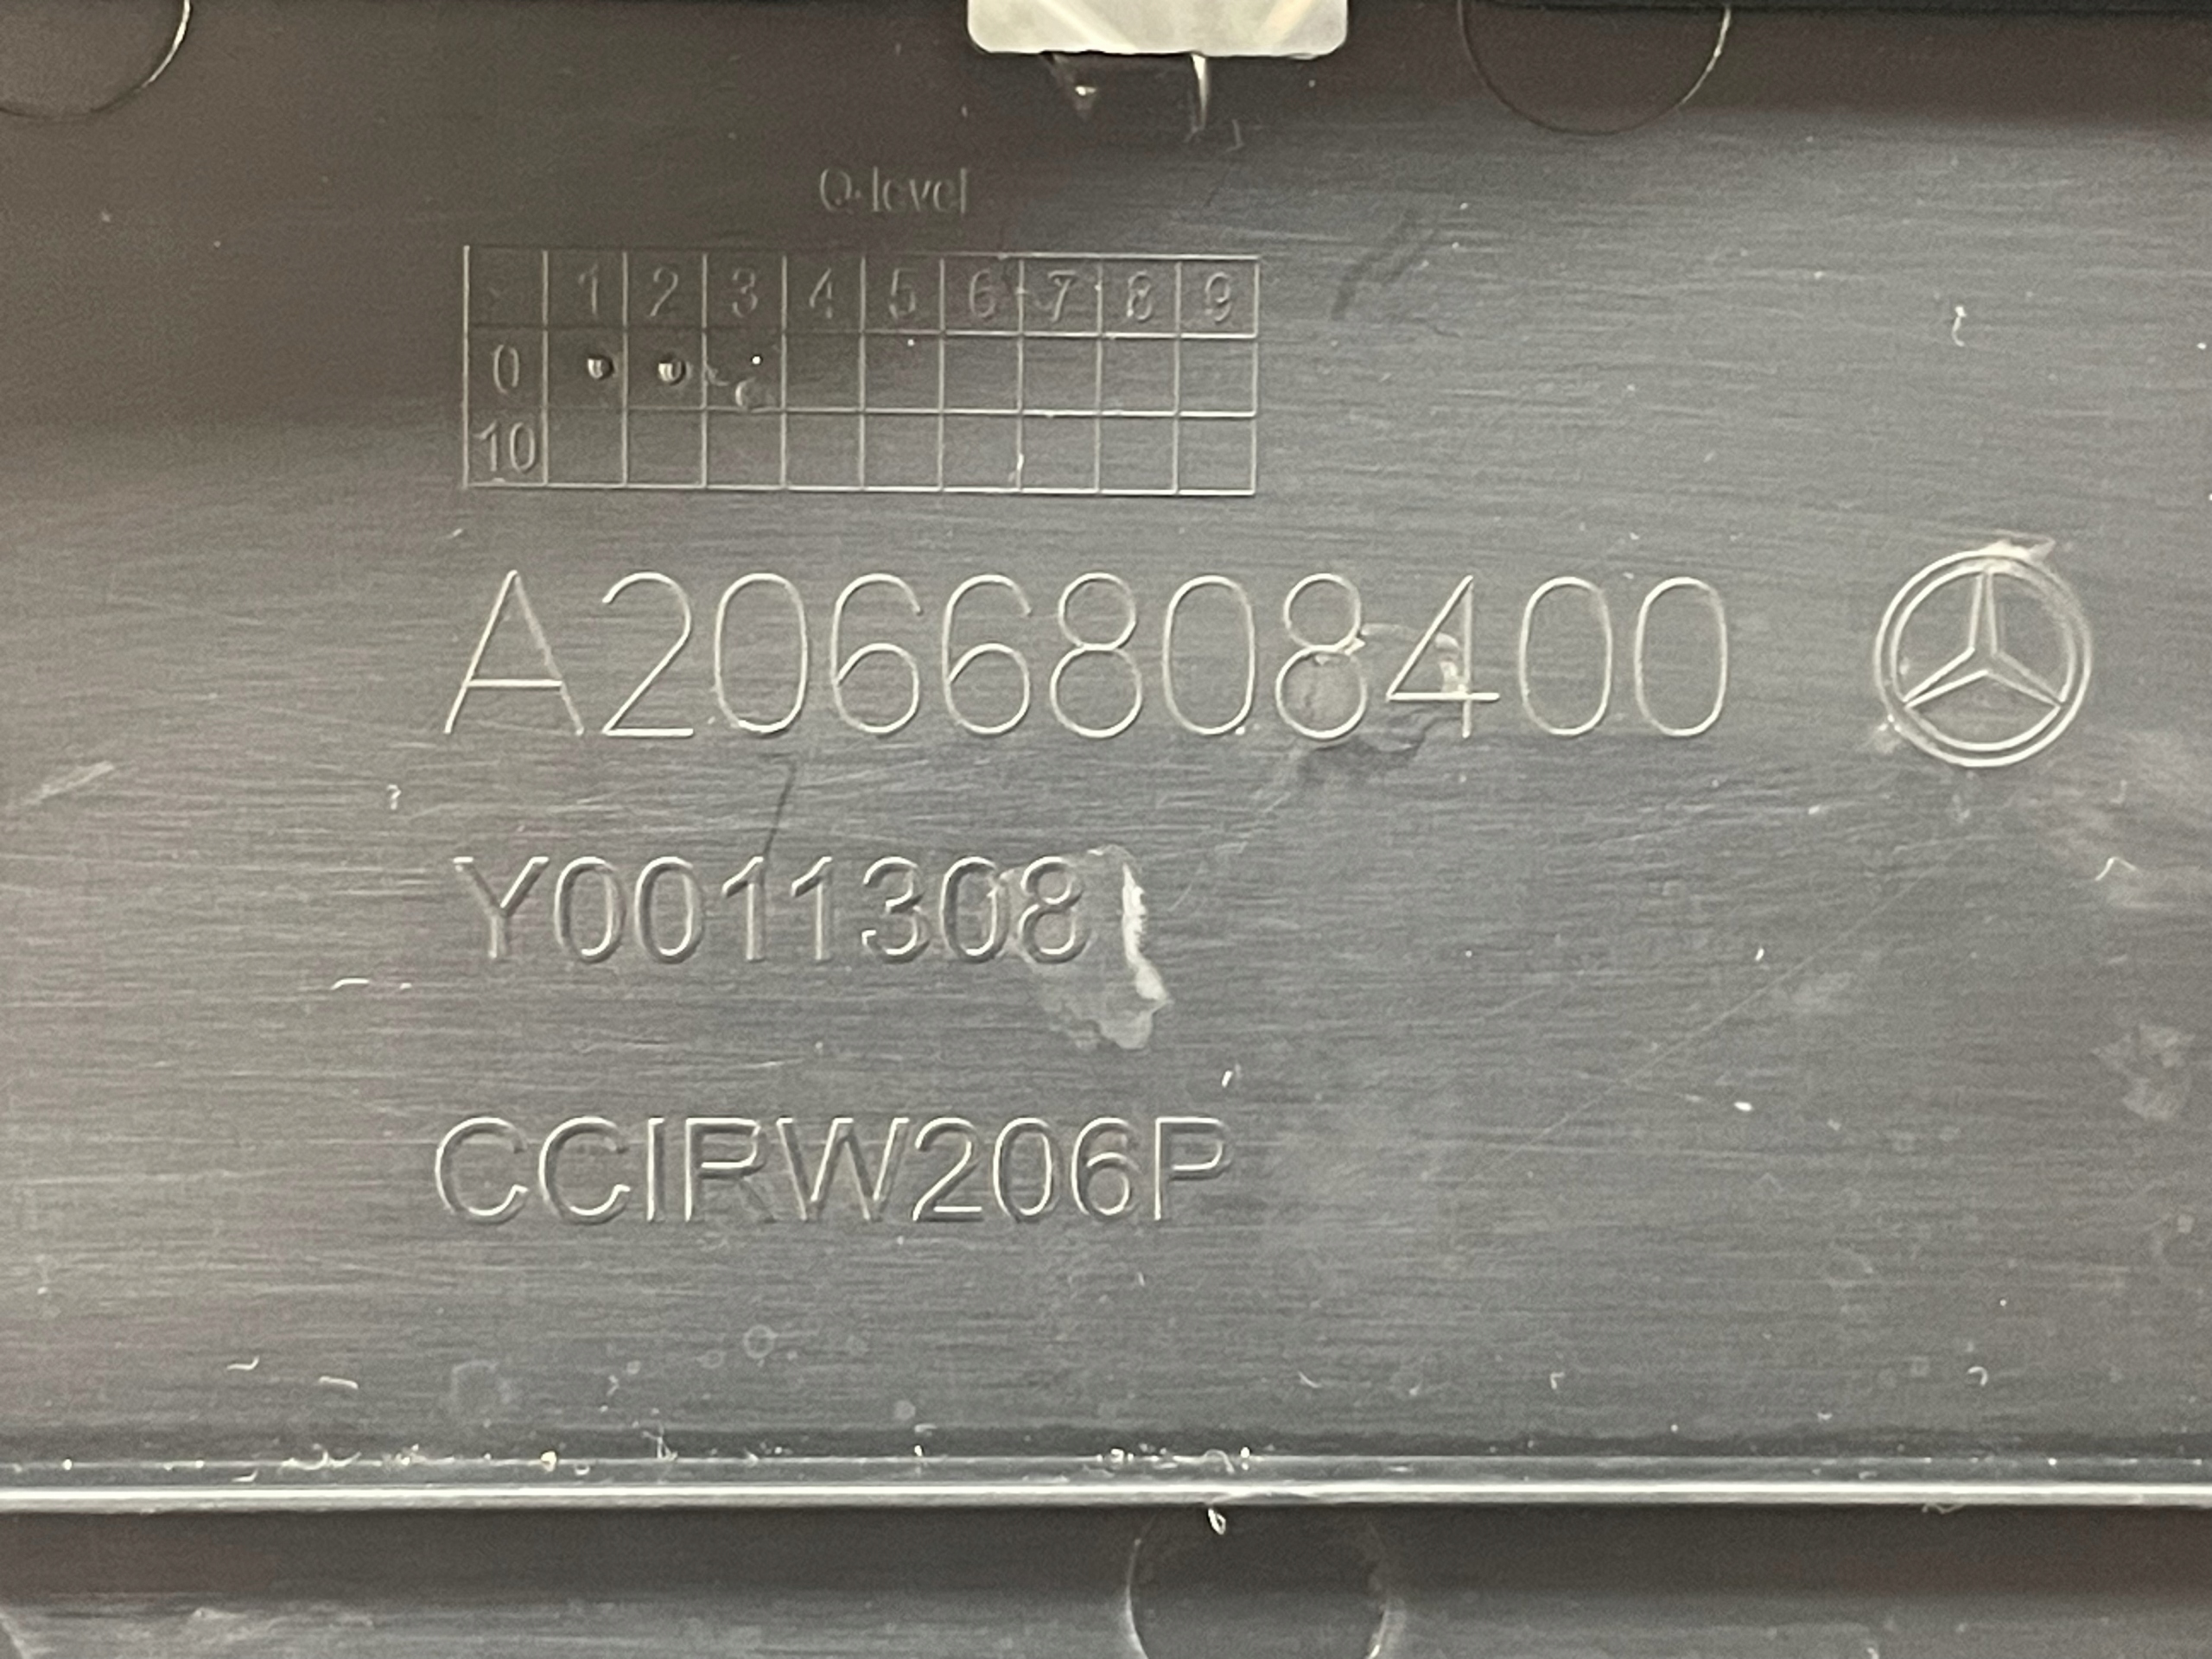 Q-level
1 2 3 4 5 6 7 8 9
0
10
A2066808400
Y0011308
CCIRW206P